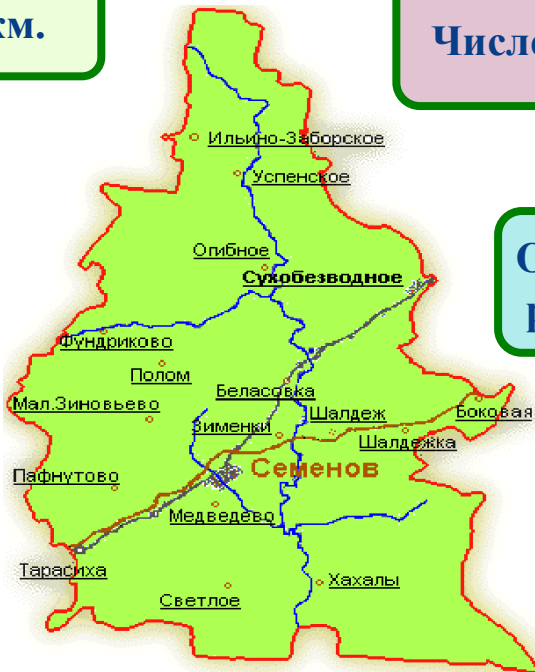 км.
Ильино-Заборское
Успенское
Огибное
Сухобезводное
Фундриково
Полом
Беласовка
Мал.Зиновьево
Шалдеж
Боковая
Зименки
Шалдежка
Семенов
Пафнутово
Медведево
Тарасиха
Хахалы
Светлое